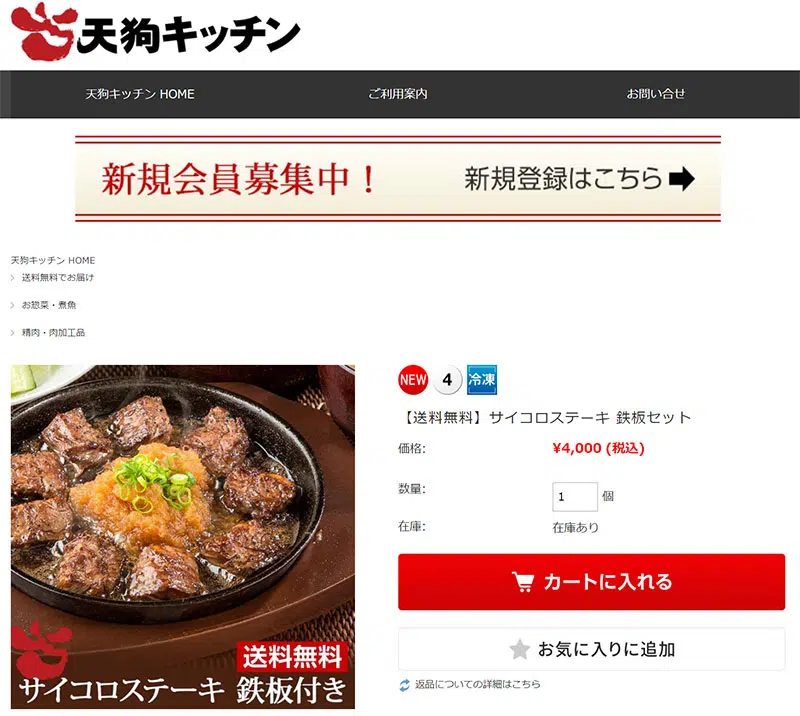 天狗キッチン
天狗キッチン HOME
ご利用案内
お問い合せ
新規会員募集中！
新規登録はこちら➡
天狗キッチン HOME
送料無料でお届け
お惣菜・煮魚
精肉・肉加工品
NEW 4 冷凍
【送料無料】サイコロステーキ 鉄板セット
価格: ¥4,000 (税込)
数量: 1 個
在庫: 在庫あり
カートに入れる
お気に入りに追加
返品についての詳細はこちら
送料無料
サイコロステーキ 鉄板付き